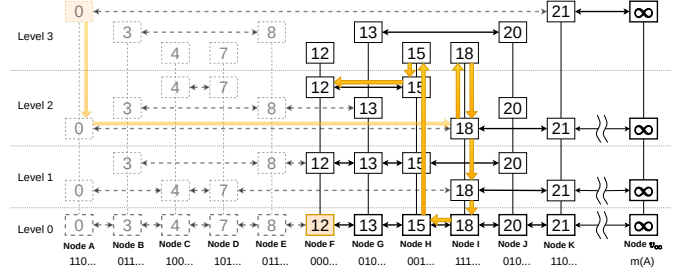 0 21 ∞
Level 3
3 13 8 20
4 7 12 15 18
4 7 12 15
Level 2
3 8 13 20
0 18 21 ∞
3 8 12 13 15 20
Level 1
0 4 7 18 21 ∞
Level 0 0 3 4 7 8 12 13 15 18 20 21 ∞
Node A Node B Node C Node D Node E Node F Node G Node H Node I Node J Node K Node v∞
110... 011... 100... 101... 011... 000... 010... 001... 111... 010... 110... m(A)